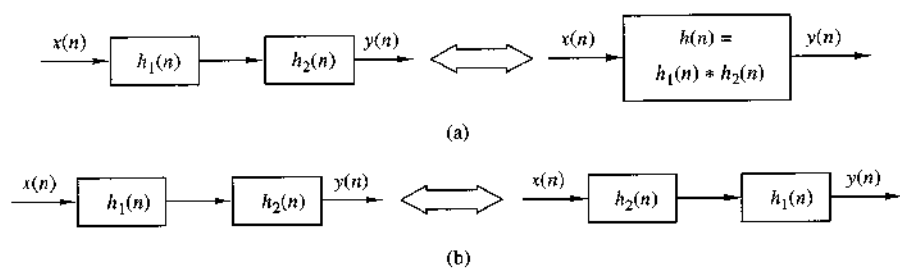 x(n) h₁(n) h₂(n) y(n) x(n) h(n) = h₁(n) * h₂(n) y(n)
(a)
x(n) h₁(n) h₂(n) y(n) x(n) h₂(n) h₁(n) y(n)
(b)